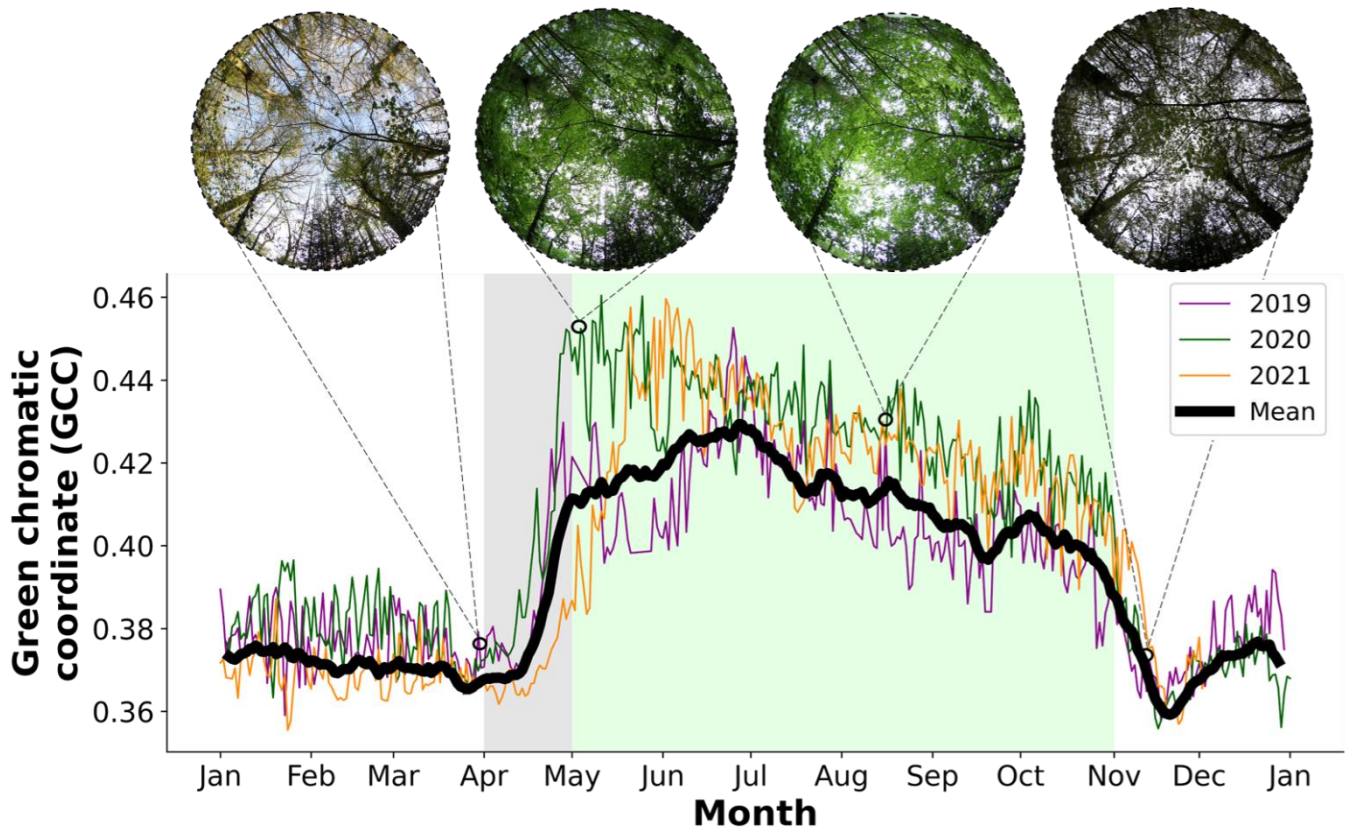 0.46
0.44
0.42
0.40
0.38
0.36
Green chromatic
coordinate (GCC)
2019
2020
2021
Mean
Jan Feb Mar Apr May Jun Jul Aug Sep Oct Nov Dec Jan
Month